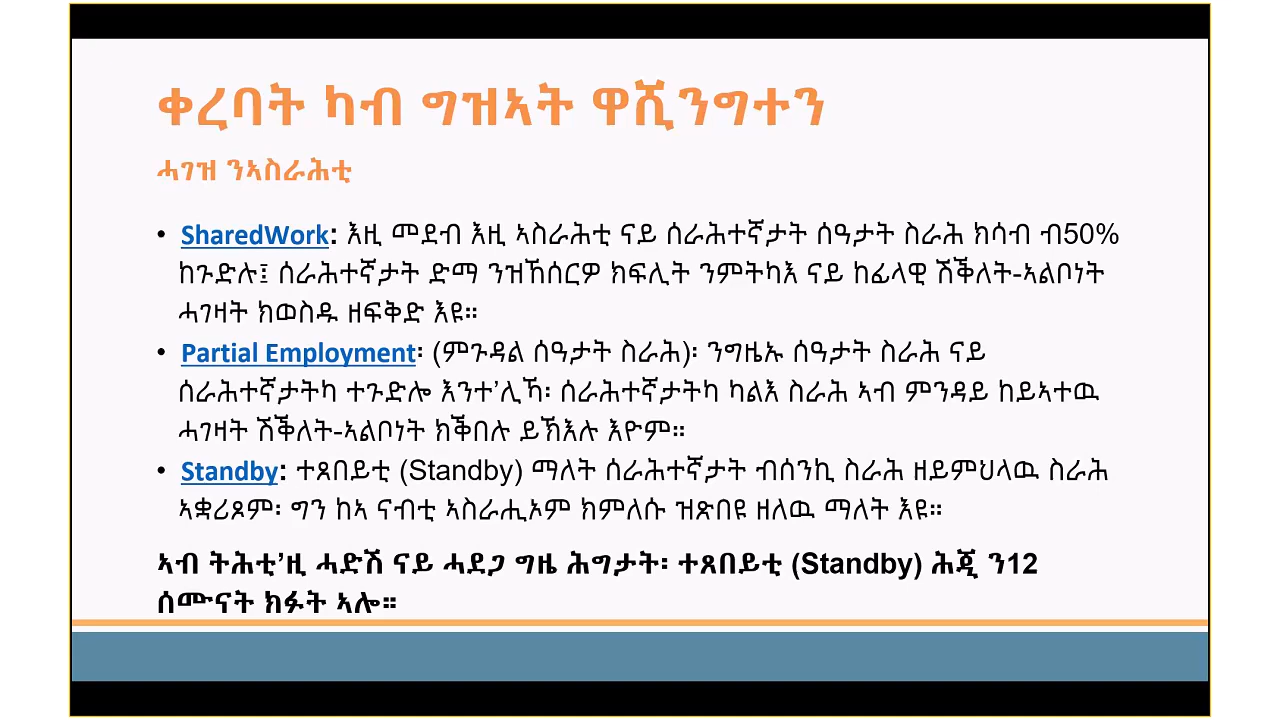 ቀረባት ካብ ግዝኣት ዋሺንግተን
ሓገዝ ንኣስራሕቲ
• SharedWork: እዚ መደብ እዚ ኣስራሕቲ ናይ ሰራሕተኛታት ሰዓታት ስራሕ ክሳብ ብ50%
ከጉድሉ፤ ሰራሕተኛታት ድማ ንዝኸሰርዎ ክፍሊት ንምትካእ ናይ ከፊላዊ ሽቕለት-ኣልቦነት
ሓገዛት ክወስዱ ዘፍቅድ እዩ።
• Partial Employment፡ (ምጉዳል ሰዓታት ስራሕ)፡ ንግዜኡ ሰዓታት ስራሕ ናይ
ሰራሕተኛታትካ ተጉድሎ እንተ’ሊኻ፡ ሰራሕተኛታትካ ካልእ ስራሕ ኣብ ምንዳይ ከይኣተዉ
ሓገዛት ሽቕለት-ኣልቦነት ክቕበሉ ይኽእሉ እዮም።
• Standby: ተጸበይቲ (Standby) ማለት ሰራሕተኛታት ብሰንኪ ስራሕ ዘይምህላዉ ስራሕ
ኣቋሪጾም፡ ግን ከኣ ናብቲ ኣስራሒኦም ክምለሱ ዝጽበዩ ዘለዉ ማለት እዩ።
ኣብ ትሕቲ’ዚ ሓድሽ ናይ ሓደጋ ግዜ ሕግታት፡ ተጸበይቲ (Standby) ሕጂ ን12
ሰሙናት ክፉት ኣሎ።